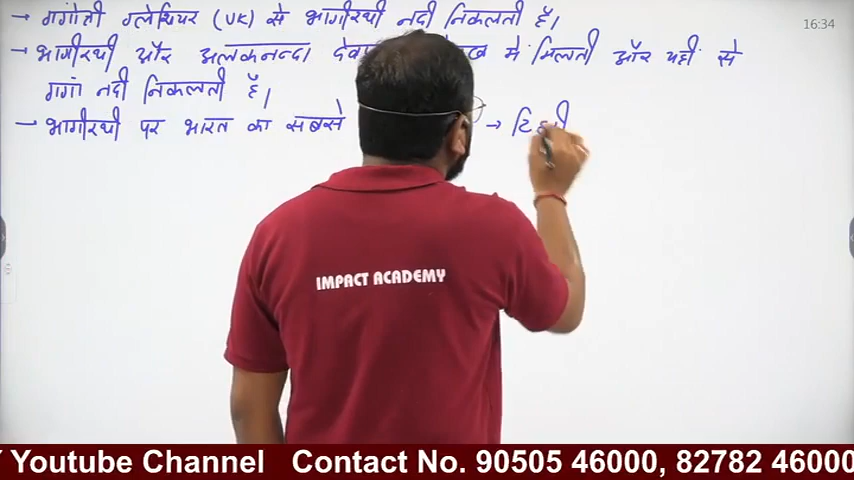 → गंगोत्री ग्लेशियर (UK) से भागीरथी नदी निकलती है।
16:34
→ भागीरथी और अलकनन्दा में मिलती और यहीं से
गंगा नदी निकलती है।
→ भागीरथी पर भारत का सबसे → टिहरी
IMPACT ACADEMY
Youtube Channel Contact No. 90505 46000, 82782 46000